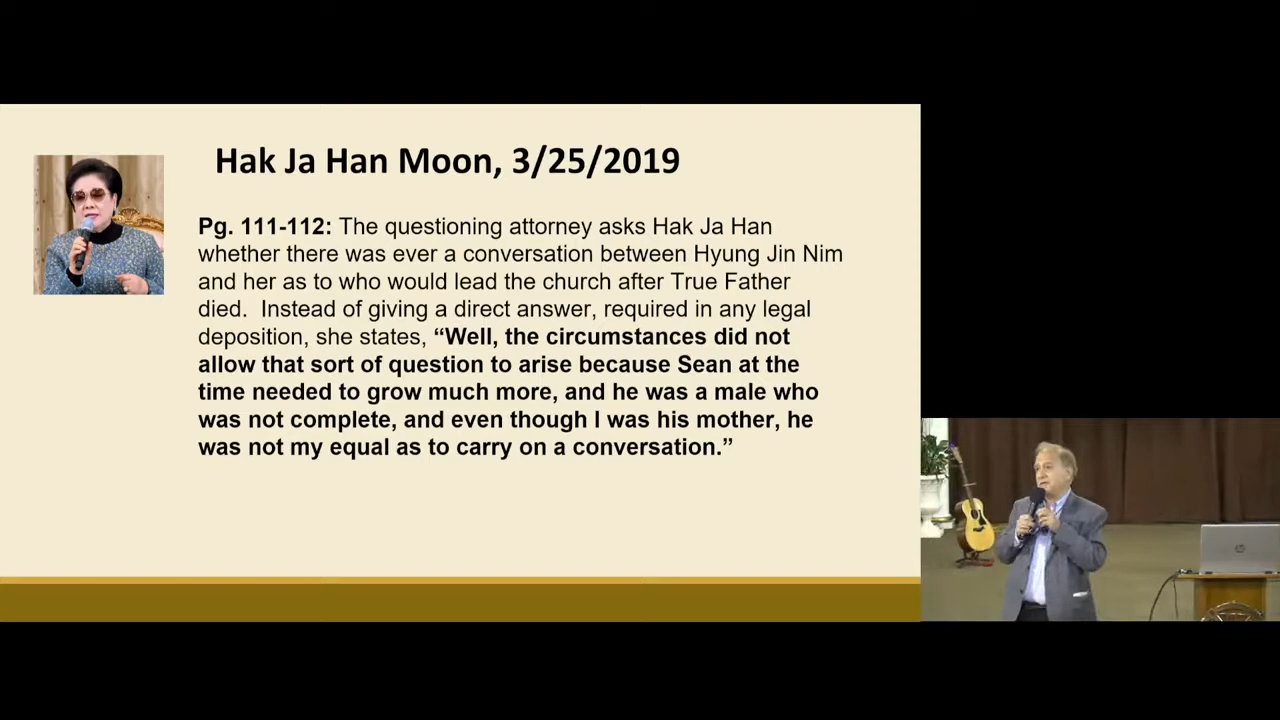 Hak Ja Han Moon, 3/25/2019
Pg. 111-112: The questioning attorney asks Hak Ja Han
whether there was ever a conversation between Hyung Jin Nim
and her as to who would lead the church after True Father
died.  Instead of giving a direct answer, required in any legal
deposition, she states, “Well, the circumstances did not
allow that sort of question to arise because Sean at the
time needed to grow much more, and he was a male who
was not complete, and even though I was his mother, he
was not my equal as to carry on a conversation.”